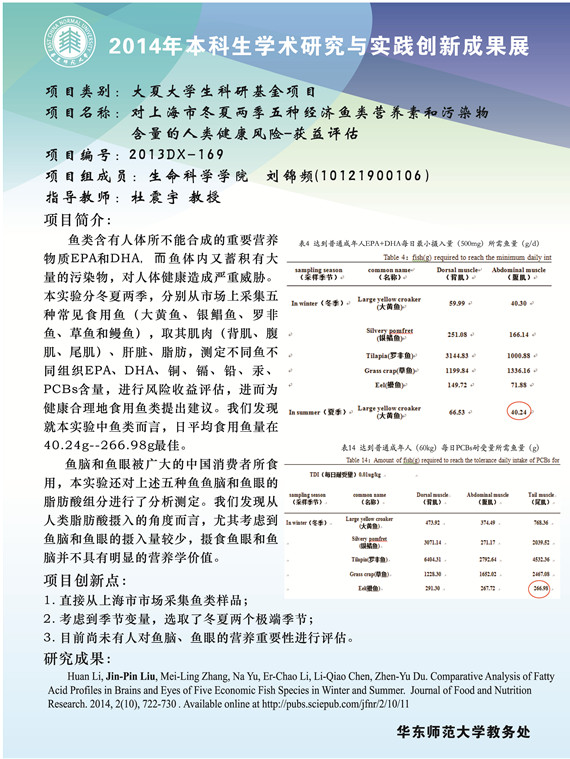 EAST CHINA NORMAL UNIVERSITY
2014年本科生学术研究与实践创新成果展
项目类别：大夏大学生科研基金项目
项目名称：对上海市冬夏两季五种经济鱼类营养素和污染物
含量的人类健康风险-获益评估
项目编号：2013DX-169
项目组成员：生命科学学院 刘锦频(10121900106)
指导教师：杜震宇 教授
项目简介：
鱼类含有人体所不能合成的重要营养
物质EPA和DHA, 而鱼体内又蓄积有大
量的污染物，对人体健康造成严重威胁。
本实验分冬夏两季，分别从市场上采集五
种常见食用鱼（大黄鱼、银鲳鱼、罗非
鱼、草鱼和鳗鱼），取其肌肉（背肌、腹
肌、尾肌）、肝脏、脂肪，测定不同鱼不
同组织EPA、DHA、铜、镉、铅、汞、
PCBs含量，进行风险收益评估，进而为
健康合理地食用鱼类提出建议。我们发现
就本实验中鱼类而言，日平均食用鱼量在
40.24g--266.98g最佳。
鱼脑和鱼眼被广大的中国消费者所食
用，本实验还对上述五种鱼鱼脑和鱼眼的
脂肪酸组分进行了分析测定。我们发现从
人类脂肪酸摄入的角度而言，尤其考虑到
鱼脑和鱼眼的摄入量较少，摄食鱼眼和鱼
脑并不具有明显的营养学价值。
表4 达到普通成年人EPA+DHA每日最小摄入量（500mg）所需鱼量（g/d）
Table 4: fish(g) required to reach the minimum daily int
sampling season common name Dorsal muscle Abdominal muscle
（采样季节） （名称） （背肌） （腹肌）
In winter（冬季） Large yellow croaker 59.99 40.30
（大黄鱼）
Silvery pomfret 251.08 166.14
（银鲳鱼）
Tilapia(罗非鱼) 3144.83 1000.88
Grass crap(草鱼) 1199.84 1336.16
Eel(鳗鱼) 149.72 71.88
In summer（夏季） Large yellow croaker 66.53 40.24
（大黄鱼）
表14 达到普通成年人（60kg）每日PCBs耐受量所需鱼量（g）
Table 14: Amount of fish(g) required to reach the tolerance daily intake of PCBs for
TDI（每日耐受量）0.01ug/kg
sampling season common name Dorsal muscle Abdominal muscle Tail muscle
（采样季节） （名称） （背肌） （腹肌） （尾肌）
In winter（冬季） Large yellow croaker 473.92 374.49 768.36
（大黄鱼）
Silvery pomfret 3071.14 271.17 2039.52
（银鲳鱼）
Tilapia(罗非鱼) 6404.31 2792.64 4532.30
Grass crap(草鱼) 1228.30 1652.02 2467.08
Eel(鳗鱼) 291.30 267.72 266.98
项目创新点：
1. 直接从上海市市场采集鱼类样品；
2. 考虑到季节变量，选取了冬夏两个极端季节；
3. 目前尚未有人对鱼脑、鱼眼的营养重要性进行评估。
研究成果：
Huan Li, Jin-Pin Liu, Mei-Ling Zhang, Na Yu, Er-Chao Li, Li-Qiao Chen, Zhen-Yu Du. Comparative Analysis of Fatty
Acid Profiles in Brains and Eyes of Five Economic Fish Species in Winter and Summer. Journal of Food and Nutrition
Research. 2014, 2(10), 722-730 . Available online at http://pubs.sciepub.com/jfnr/2/10/11
华东师范大学教务处